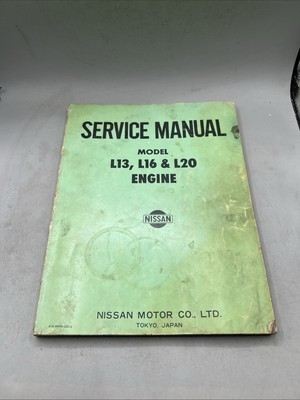 SERVICE MANUAL
MODEL
L13, L16 & L20
ENGINE
NISSAN
NISSAN MOTOR CO., LTD.
TOKYO, JAPAN